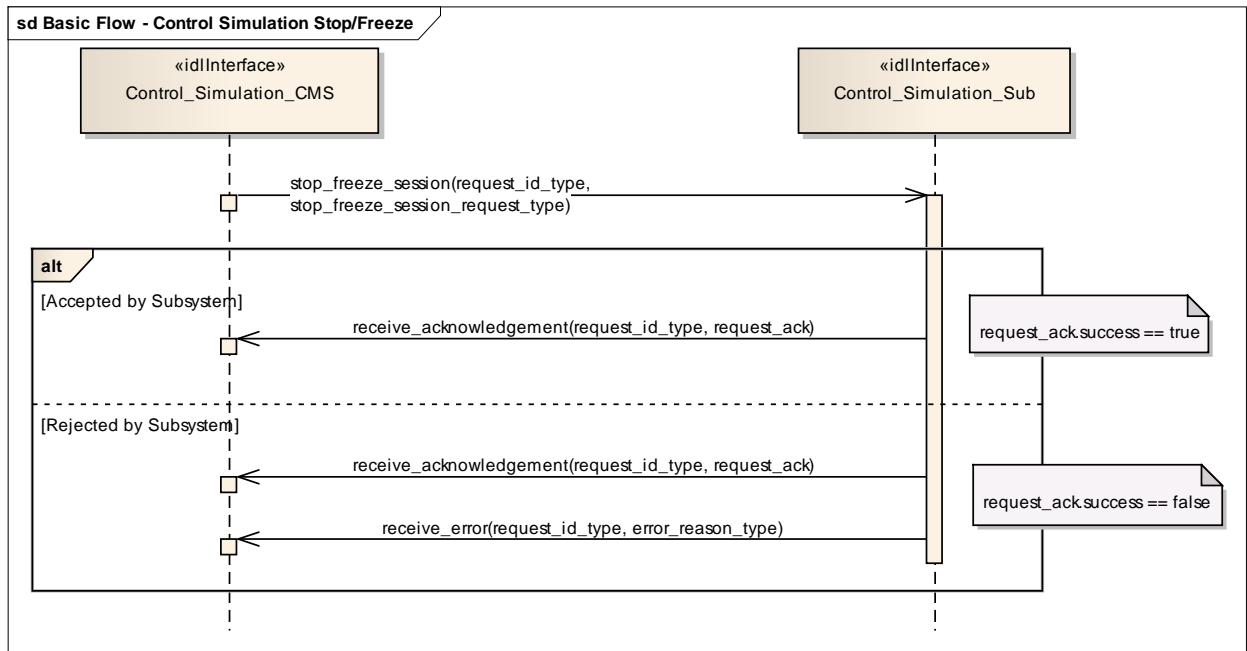 sd Basic Flow - Control Simulation Stop/Freeze
«idlInterface»
Control_Simulation_CMS
«idlInterface»
Control_Simulation_Sub
stop_freeze_session(request_id_type,
stop_freeze_session_request_type)
alt
[Accepted by Subsystem]
receive_acknowledgement(request_id_type, request_ack)
request_ack.success == true
[Rejected by Subsystem]
receive_acknowledgement(request_id_type, request_ack)
request_ack.success == false
receive_error(request_id_type, error_reason_type)